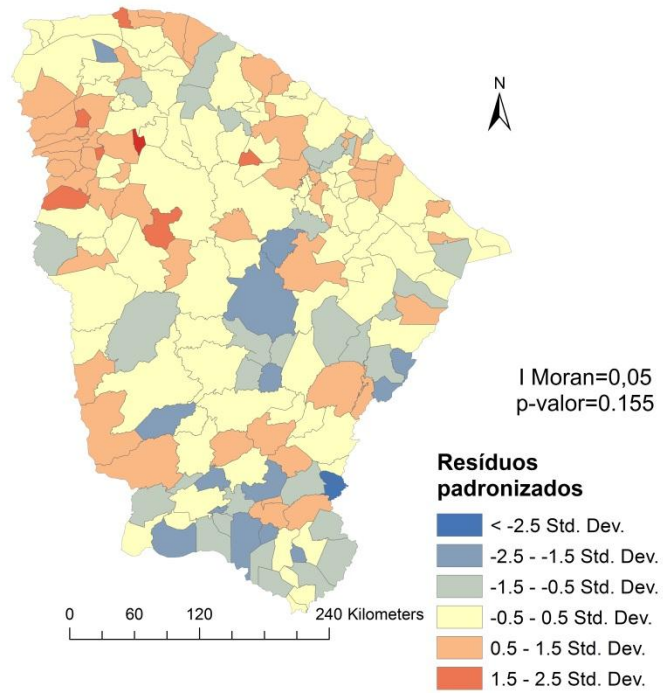 N
I Moran=0,05
p-valor=0.155
Resíduos
padronizados
< -2.5 Std. Dev.
-2.5 - -1.5 Std. Dev.
-1.5 - -0.5 Std. Dev.
-0.5 - 0.5 Std. Dev.
0.5 - 1.5 Std. Dev.
1.5 - 2.5 Std. Dev.
0 60 120 240 Kilometers